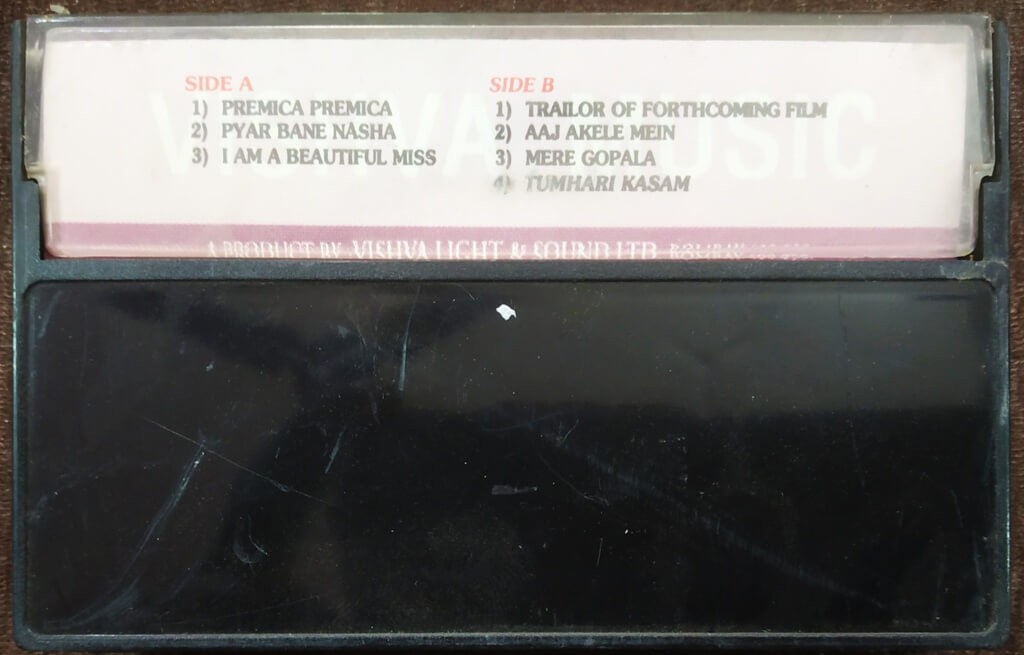 VISHVA MUSIC
SIDE A
1) PREMICA PREMICA
2) PYAR BANE NASHA
3) I AM A BEAUTIFUL MISS
SIDE B
1) TRAILOR OF FORTHCOMING FILM
2) AAJ AKELE MEIN
3) MERE GOPALA
4) TUMHARI KASAM
A PRODUCT BY VISHVA LIGHT & SOUND LTD.